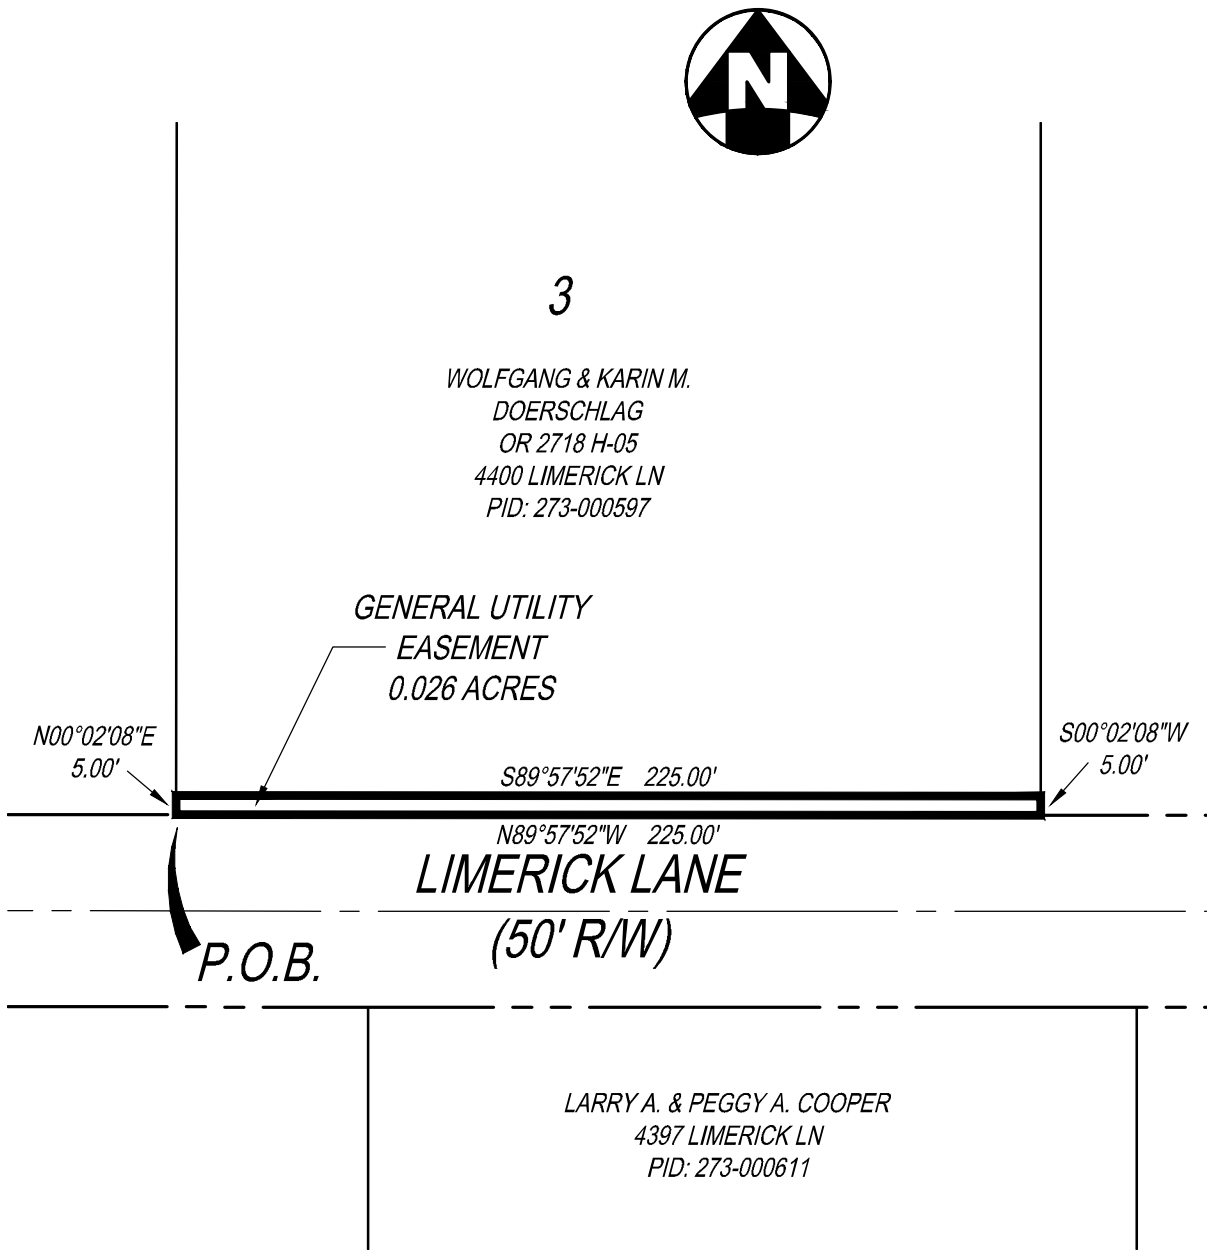 N
3
WOLFGANG & KARIN M.
DOERSCHLAG
OR 2718 H-05
4400 LIMERICK LN
PID: 273-000597
GENERAL UTILITY
EASEMENT
0.026 ACRES
N00°02'08"E
5.00'
S00°02'08"W
5.00'
S89°57'52"E 225.00'
N89°57'52"W 225.00'
LIMERICK LANE
(50' R/W)
P.O.B.
LARRY A. & PEGGY A. COOPER
4397 LIMERICK LN
PID: 273-000611